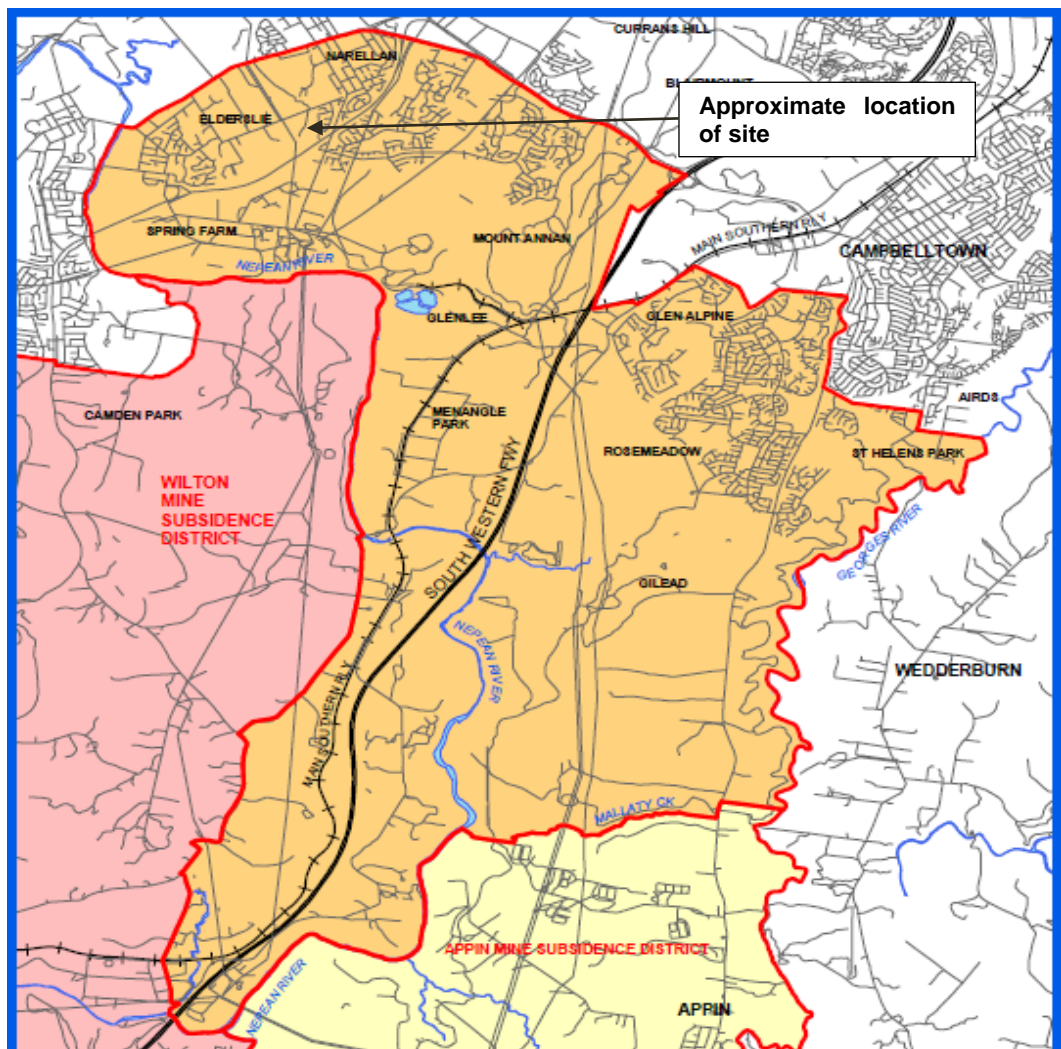 CURRANS HILL
NARELLAN
BLAIRMOUNT
Approximate location
of site
ELDERSLIE
SPRING FARM
MOUNT ANNAN
MAIN SOUTHERN RLY
CAMPBELLTOWN
NEPEAN RIVER
GLENLEE
GLEN ALPINE
AIRDS
CAMDEN PARK
MENANGLE
PARK
ROSEMEADOW
ST HELENS PARK
WILTON
MINE
SUBSIDENCE
DISTRICT
SOUTH WESTERN FWY
GEORGES RIVER
GILEAD
NEPEAN RIVER
WEDDERBURN
MAIN SOUTHERN RLY
MALLATY CK
APPIN MINE SUBSIDENCE DISTRICT
NEPEAN RIVER
APPIN